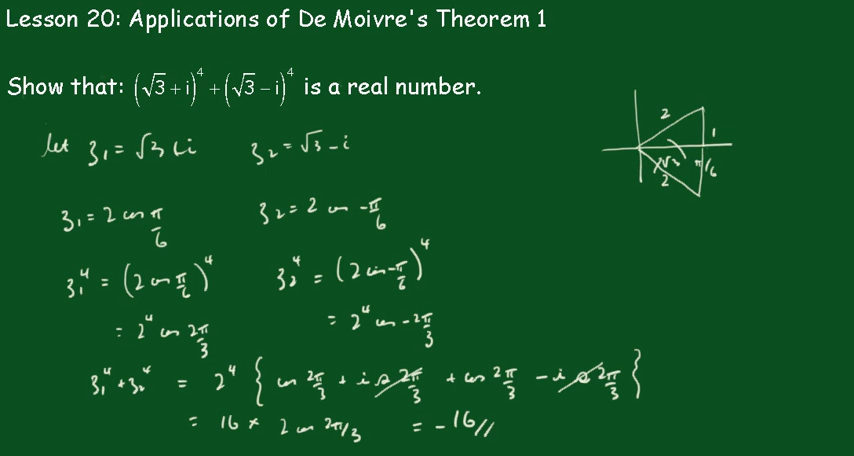 Lesson 20: Applications of De Moivre's Theorem 1
Show that: (√3 + i)⁴ + (√3 − i)⁴ is a real number.
let z₁ = √3 + i z₂ = √3 − i
2 1
√3 π/6
2
z₁ = 2 cis π/6 z₂ = 2 cis −π/6
z₁⁴ = (2 cis π/6)⁴ z₂⁴ = (2 cis −π/6)⁴
= 2⁴ cis 2π/3 = 2⁴ cis −2π/3
z₁⁴ + z₂⁴ = 2⁴ { cos 2π/3 + i s 2π/3 + cos 2π/3 − i s 2π/3 }
= 16 × 2 cos 2π/3 = −16 //